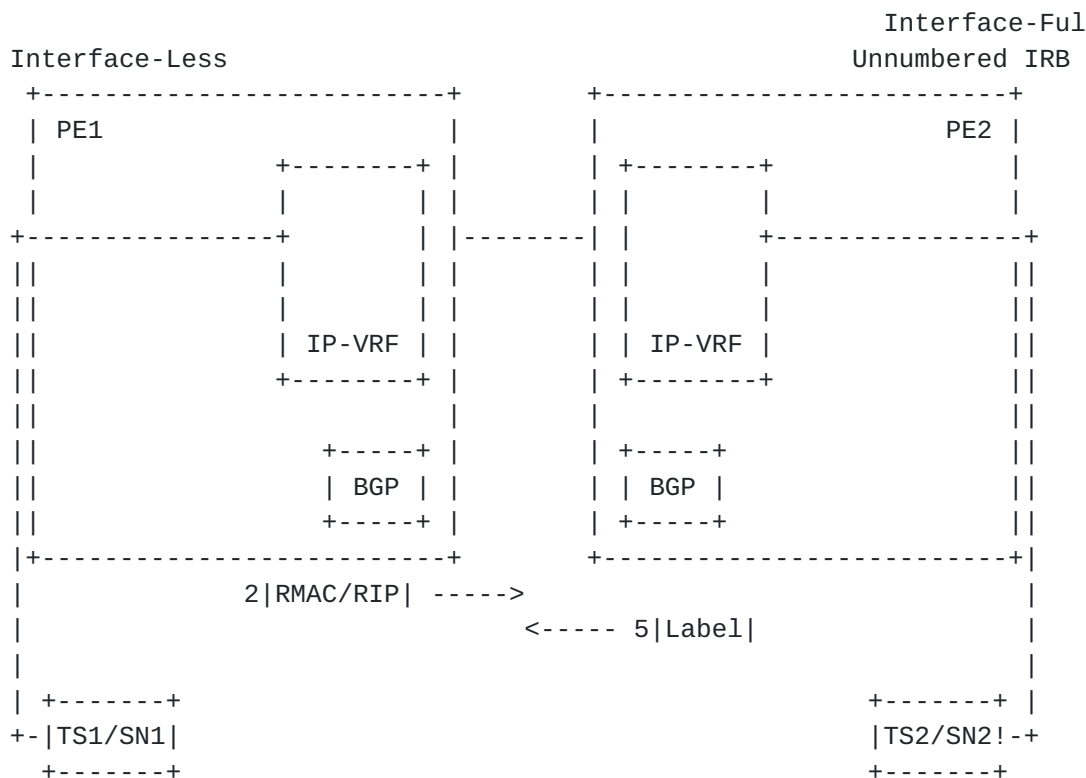 Interface-Ful
Interface-Less Unnumbered IRB
PE1 PE2
IP-VRF IP-VRF
BGP BGP
2|RMAC/RIP| ----->
<----- 5|Label|
|TS1/SN1| |TS2/SN2!